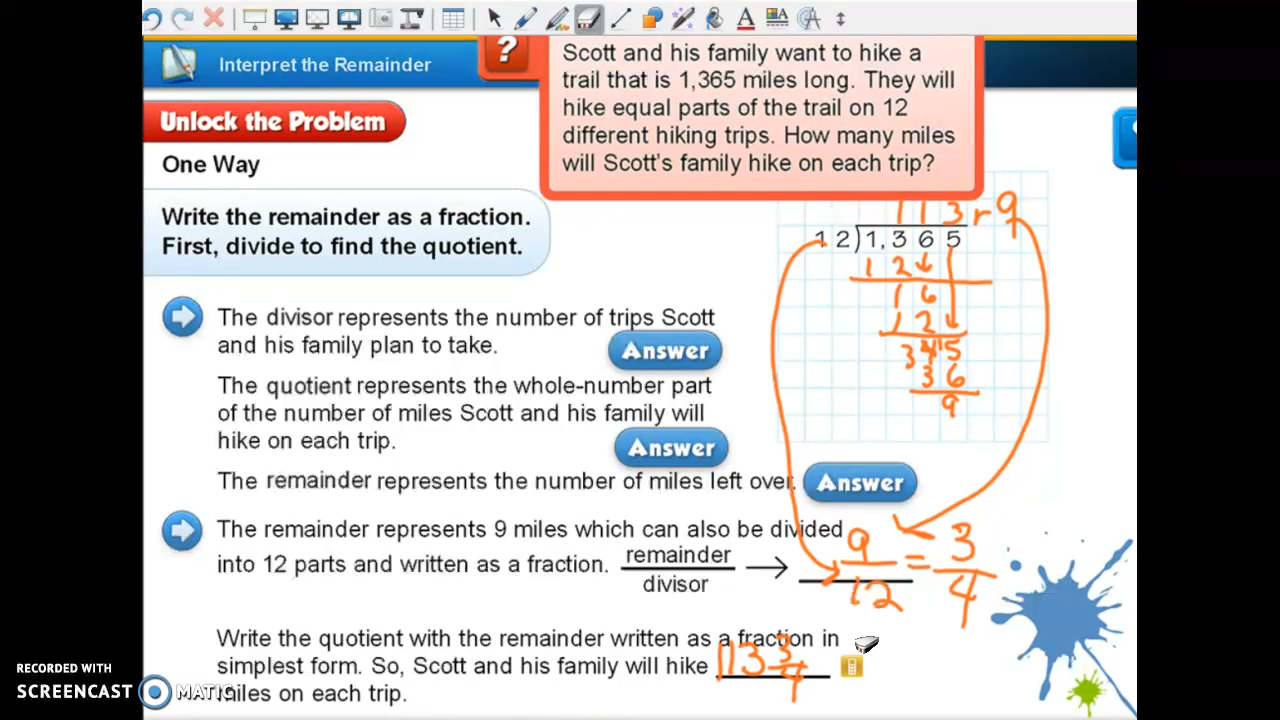 Interpret the Remainder
?
Scott and his family want to hike a
trail that is 1,365 miles long. They will
hike equal parts of the trail on 12
different hiking trips. How many miles
will Scott's family hike on each trip?
Unlock the Problem
One Way
Write the remainder as a fraction.
First, divide to find the quotient.
113 r 9
12)1,365
12
16
12
3 4 15
36
9
The divisor represents the number of trips Scott
and his family plan to take.
Answer
The quotient represents the whole-number part
of the number of miles Scott and his family will
hike on each trip.
Answer
The remainder represents the number of miles left over.
Answer
The remainder represents 9 miles which can also be divided
into 12 parts and written as a fraction. remainder/divisor → 9/12 = 3/4
Write the quotient with the remainder written as a fraction in
simplest form. So, Scott and his family will hike 113 3/4
miles on each trip.
RECORDED WITH
SCREENCAST MATIC